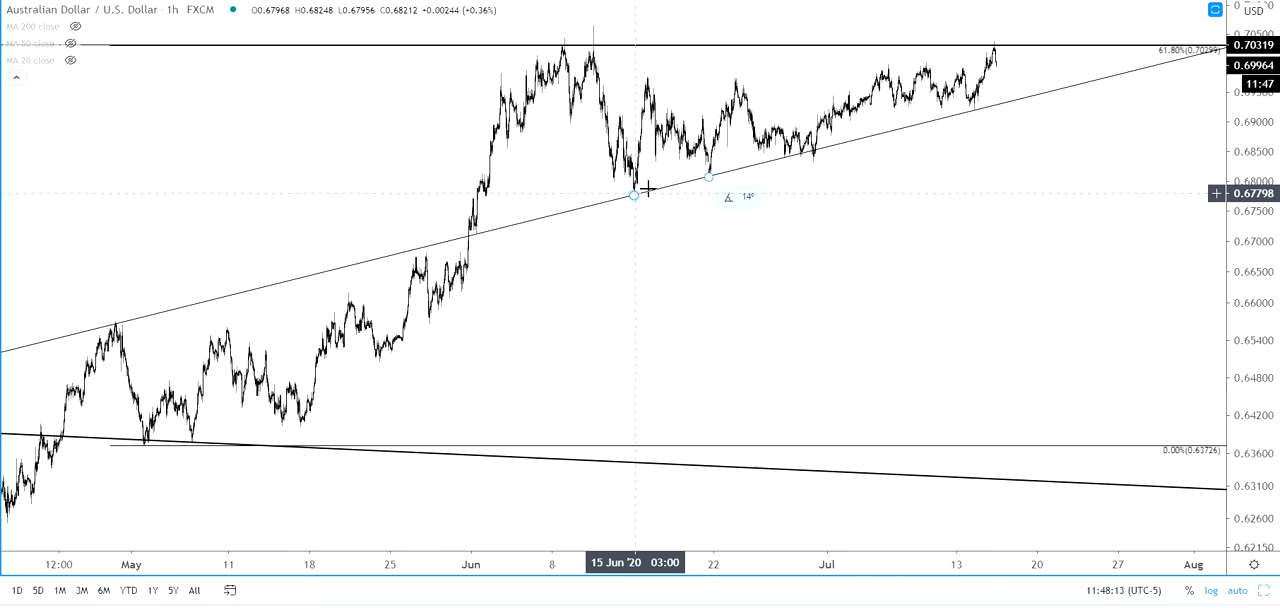 Australian Dollar / U.S. Dollar · 1h · FXCM O0.67968 H0.68248 L0.67956 C0.68212 +0.00244 (+0.36%)
MA 200 close
MA 50 close
MA 20 close
USD
0.70500
0.70319
61.80%(0.70299)
0.69964
11:47
0.69500
0.69000
0.68500
0.68000
0.67798
14º
0.67500
0.67000
0.66500
0.66000
0.65400
0.64800
0.64200
0.00%(0.63726)
0.63600
0.63100
0.62600
0.62150
12:00 May 11 18 25 Jun 8 15 Jun '20 03:00 22 Jul 13 20 27 Aug
1D 5D 1M 3M 6M YTD 1Y 5Y All 11:48:13 (UTC-5) % log auto